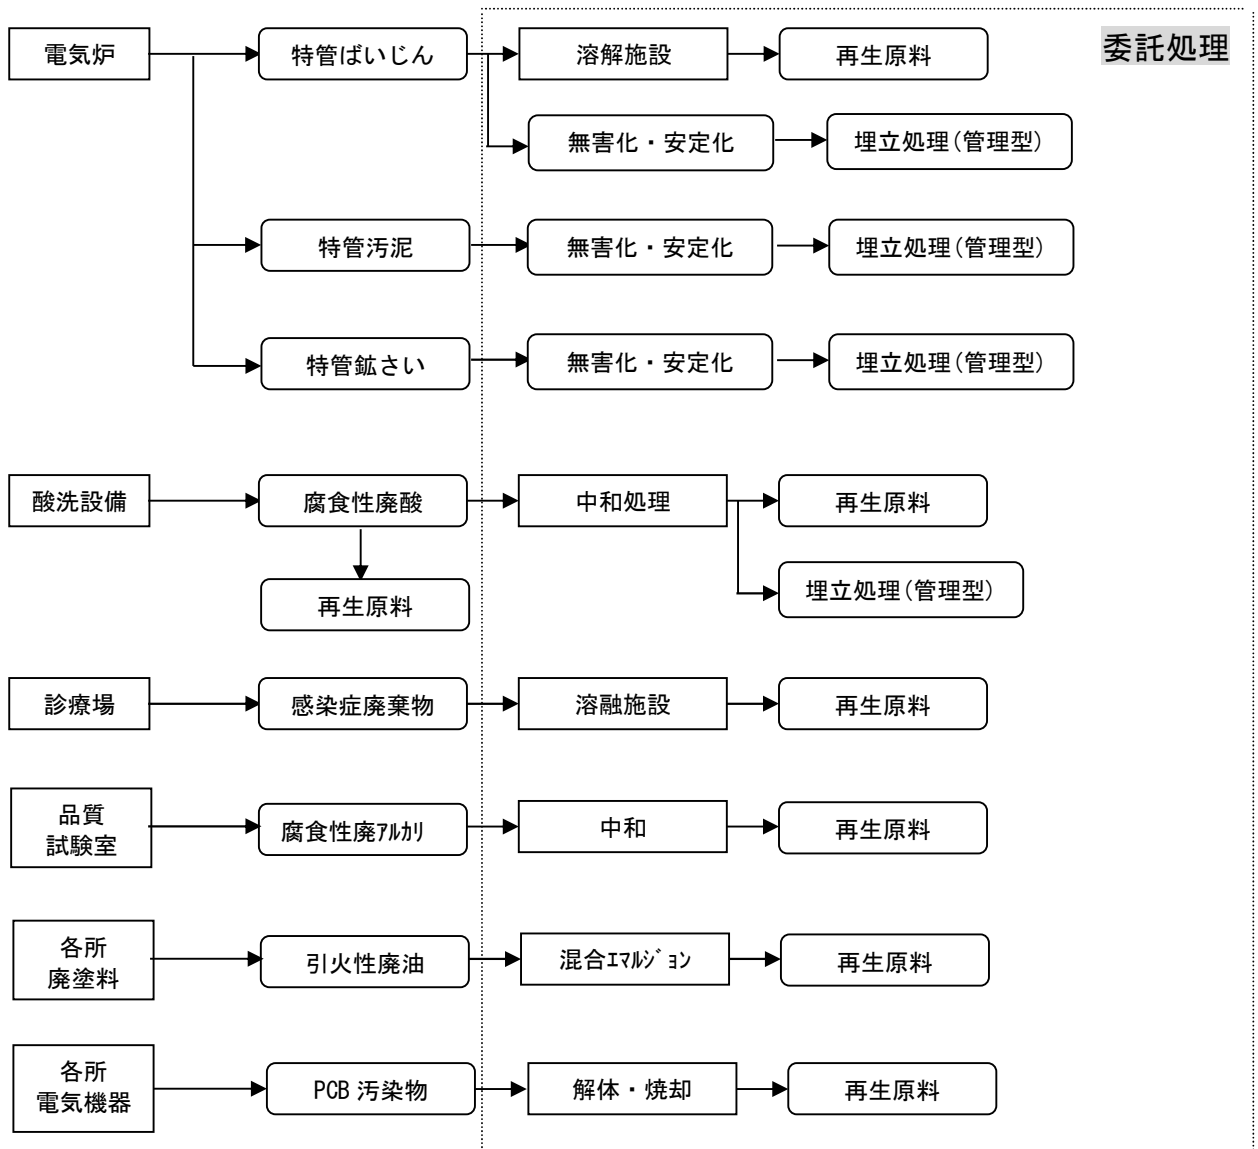 委託処理
電気炉
特管ばいじん
溶解施設
再生原料
無害化・安定化
埋立処理(管理型)
特管汚泥
無害化・安定化
埋立処理(管理型)
特管鉱さい
無害化・安定化
埋立処理(管理型)
酸洗設備
腐食性廃酸
中和処理
再生原料
再生原料
埋立処理(管理型)
診療場
感染症廃棄物
溶融施設
再生原料
品質
試験室
腐食性廃ｱﾙｶﾘ
中和
再生原料
各所
廃塗料
引火性廃油
混合ｴﾏﾙｼﾞｮﾝ
再生原料
各所
電気機器
PCB 汚染物
解体・焼却
再生原料